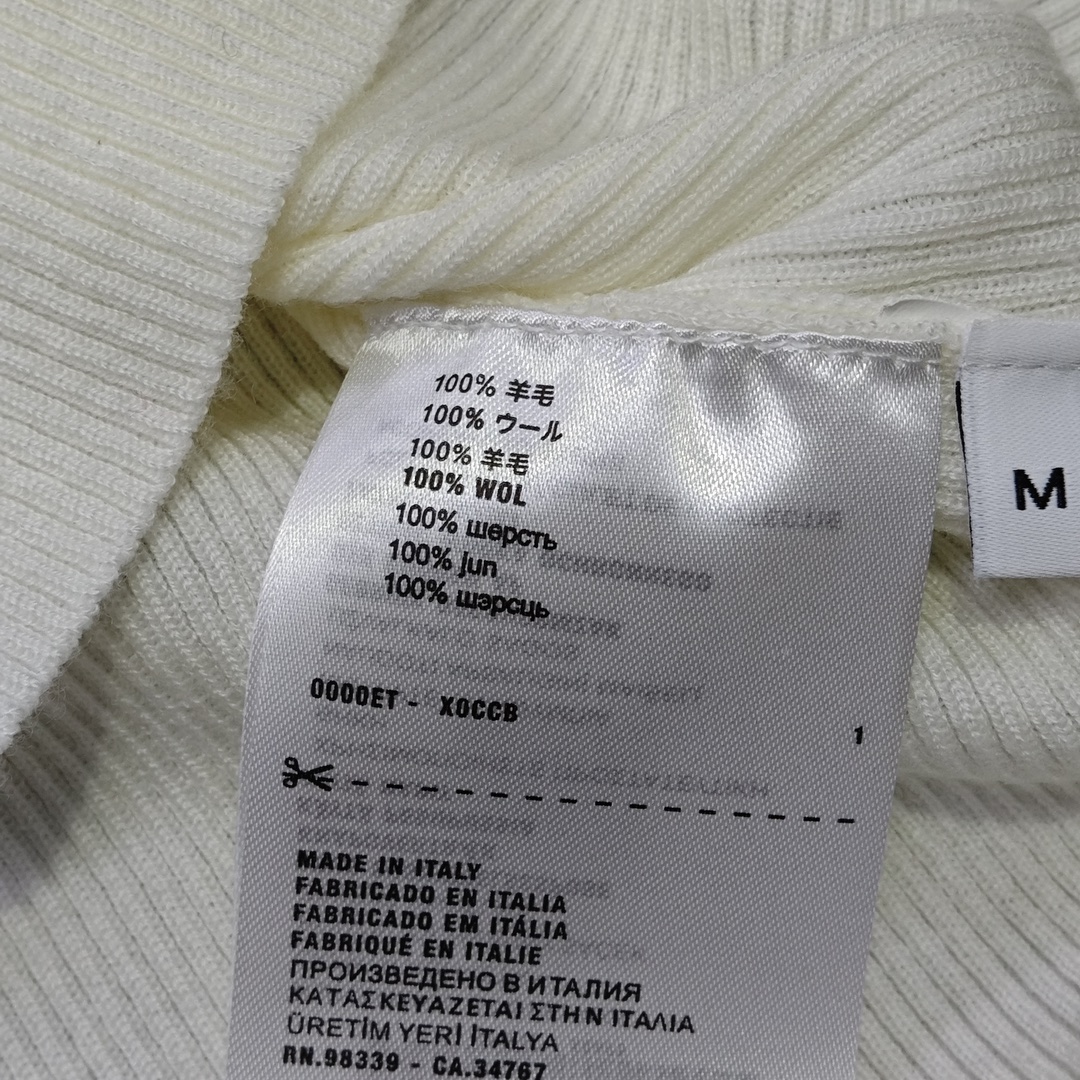 100% 羊毛
100% ウール
100% 羊毛
100% WOL
100% шерсть
100% jun
100% шэрсць
M
0000ET - X0CCB
1
MADE IN ITALY
FABRICADO EN ITALIA
FABRICADO EM ITÁLIA
FABRIQUÉ EN ITALIE
ПРОИЗВЕДЕНО В ИТАЛИЯ
ΚΑΤΑΣΚΕΥΑΖΕΤΑΙ ΣΤΗΝ ΙΤΑΛΙΑ
ÜRETİM YERİ İTALYA
RN.98339 - CA.34767